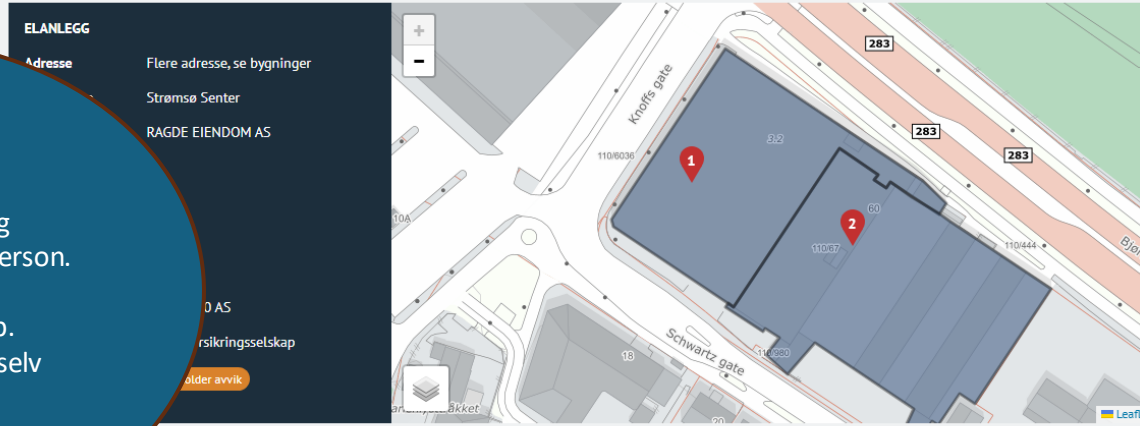 ELANLEGG
Adresse Flere adresse, se bygninger
Strømsø Senter
RAGDE EIENDOM AS
g
erson.
AS
rsikringsselskap
selv
older avvik
+
-
Knoffs gate
110/6036
3.2
1
2
60
110/67
110/444
283
283
283
10A
Schwartz gate
110/980
18
20
åkket
Leafl